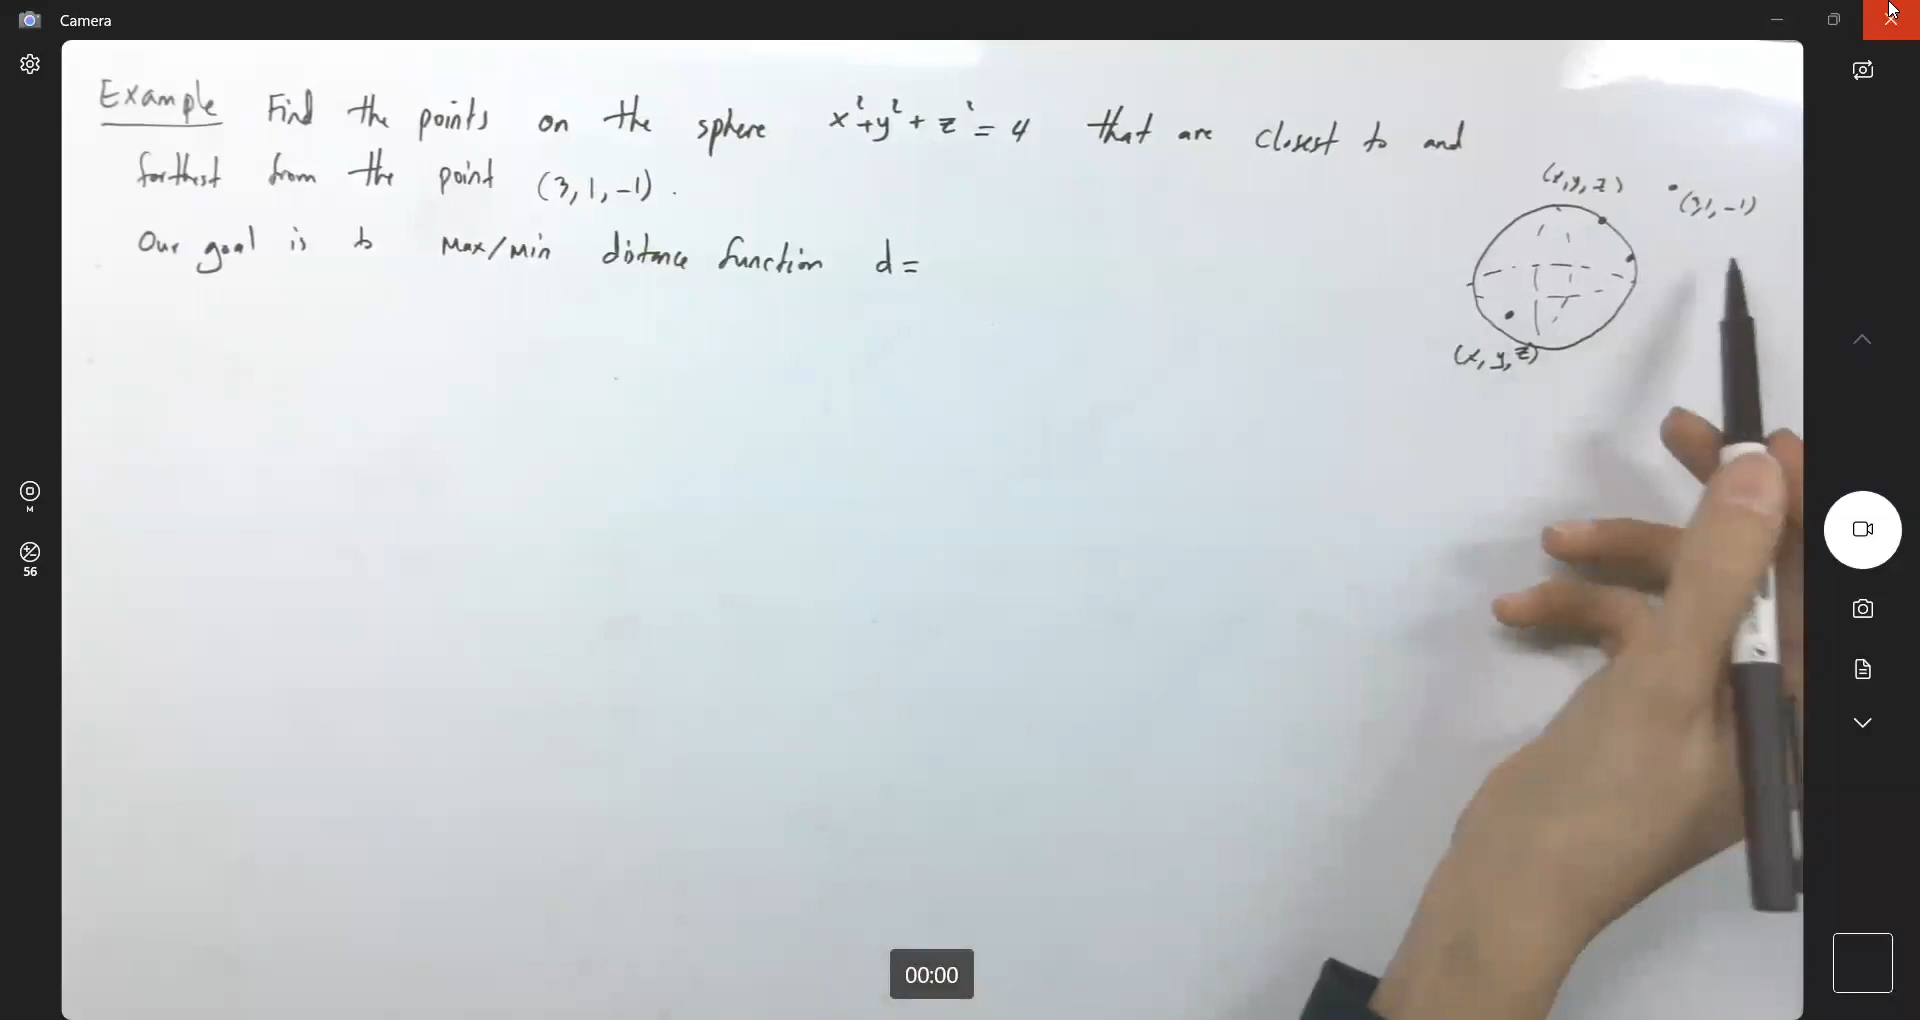 Camera
Example Find the points on the sphere x²+y²+z²=4 that are closest to and
farthest from the point (3,1,-1).
(x,y,z)
(3,1,-1)
Our goal is to Max/Min distance function d=
(x,y,z)
M
56
00:00